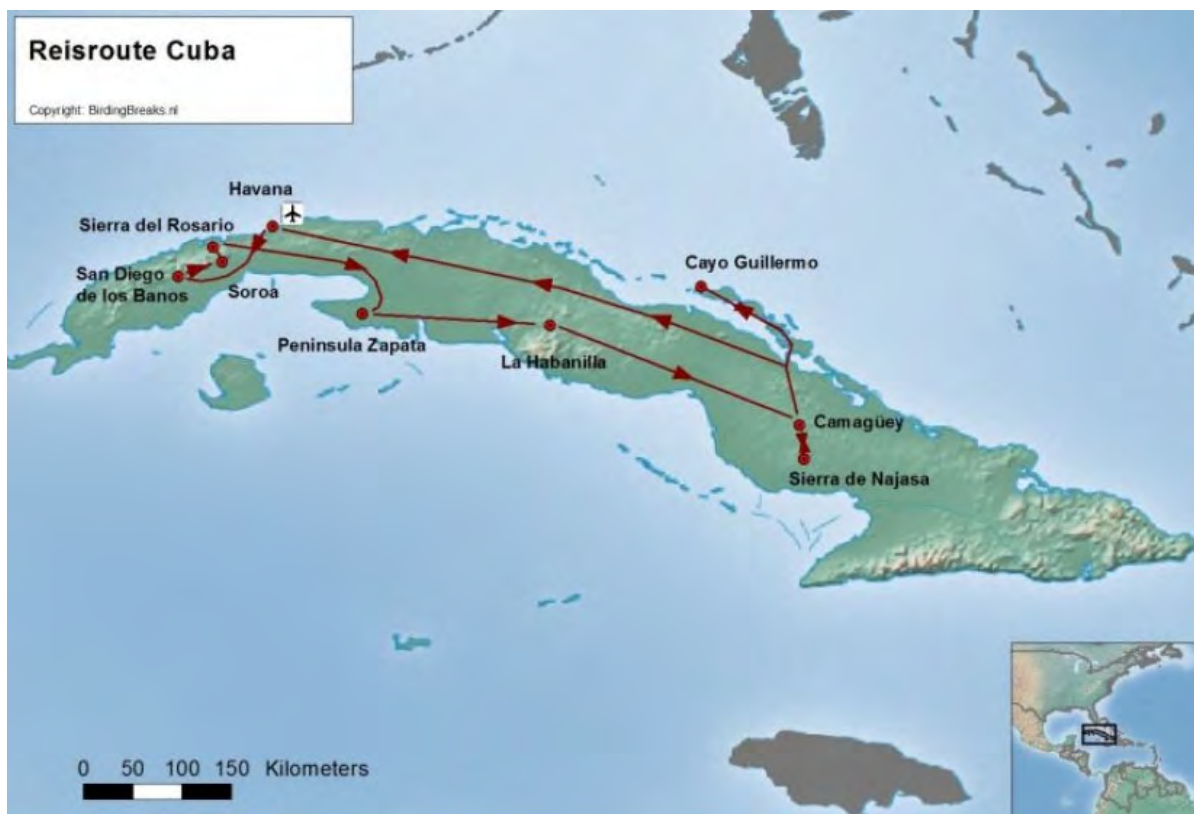 Reisroute Cuba
Copyright: BirdingBreaks.nl
Havana
Sierra del Rosario
San Diego
de los Banos
Soroa
Cayo Guillermo
Peninsula Zapata
La Habanilla
Camagüey
Sierra de Najasa
0 50 100 150 Kilometers